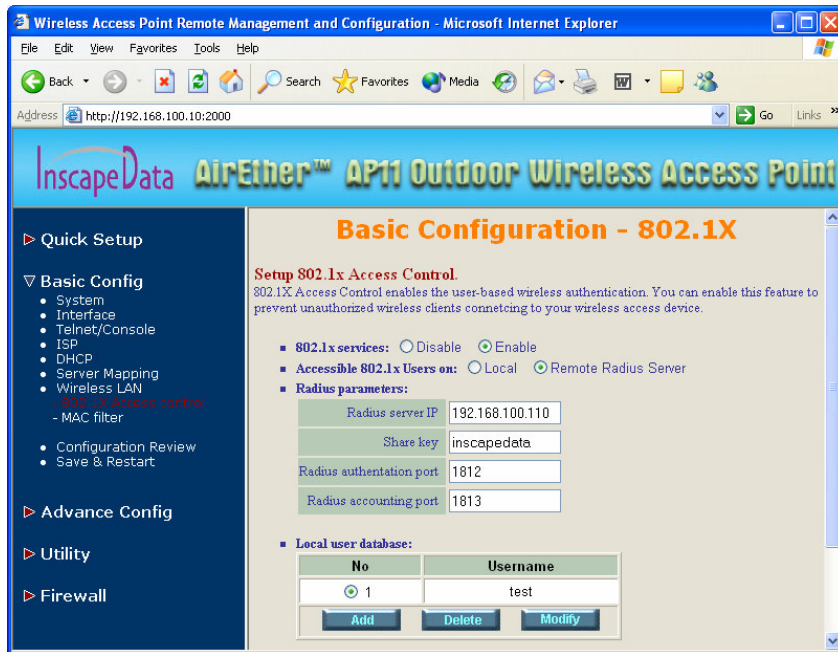 Wireless Access Point Remote Management and Configuration - Microsoft Internet Explorer
File Edit View Favorites Tools Help
Back Search Favorites Media
Address http://192.168.100.10:2000 Go Links »
InscapeData AirEther™ AP11 Outdoor Wireless Access Point
Quick Setup
Basic Config
System
Interface
Telnet/Console
ISP
DHCP
Server Mapping
Wireless LAN
- 802.1X Access control
- MAC filter
Configuration Review
Save & Restart
Advance Config
Utility
Firewall
Basic Configuration - 802.1X
Setup 802.1x Access Control.
802.1X Access Control enables the user-based wireless authentication. You can enable this feature to
prevent unauthorized wireless clients connetcing to your wireless access device.
802.1x services: Disable Enable
Accessible 802.1x Users on: Local Remote Radius Server
Radius parameters:
Radius server IP 192.168.100.110
Share key inscapedata
Radius authentation port 1812
Radius accounting port 1813
Local user database:
No Username
1 test
Add Delete Modify